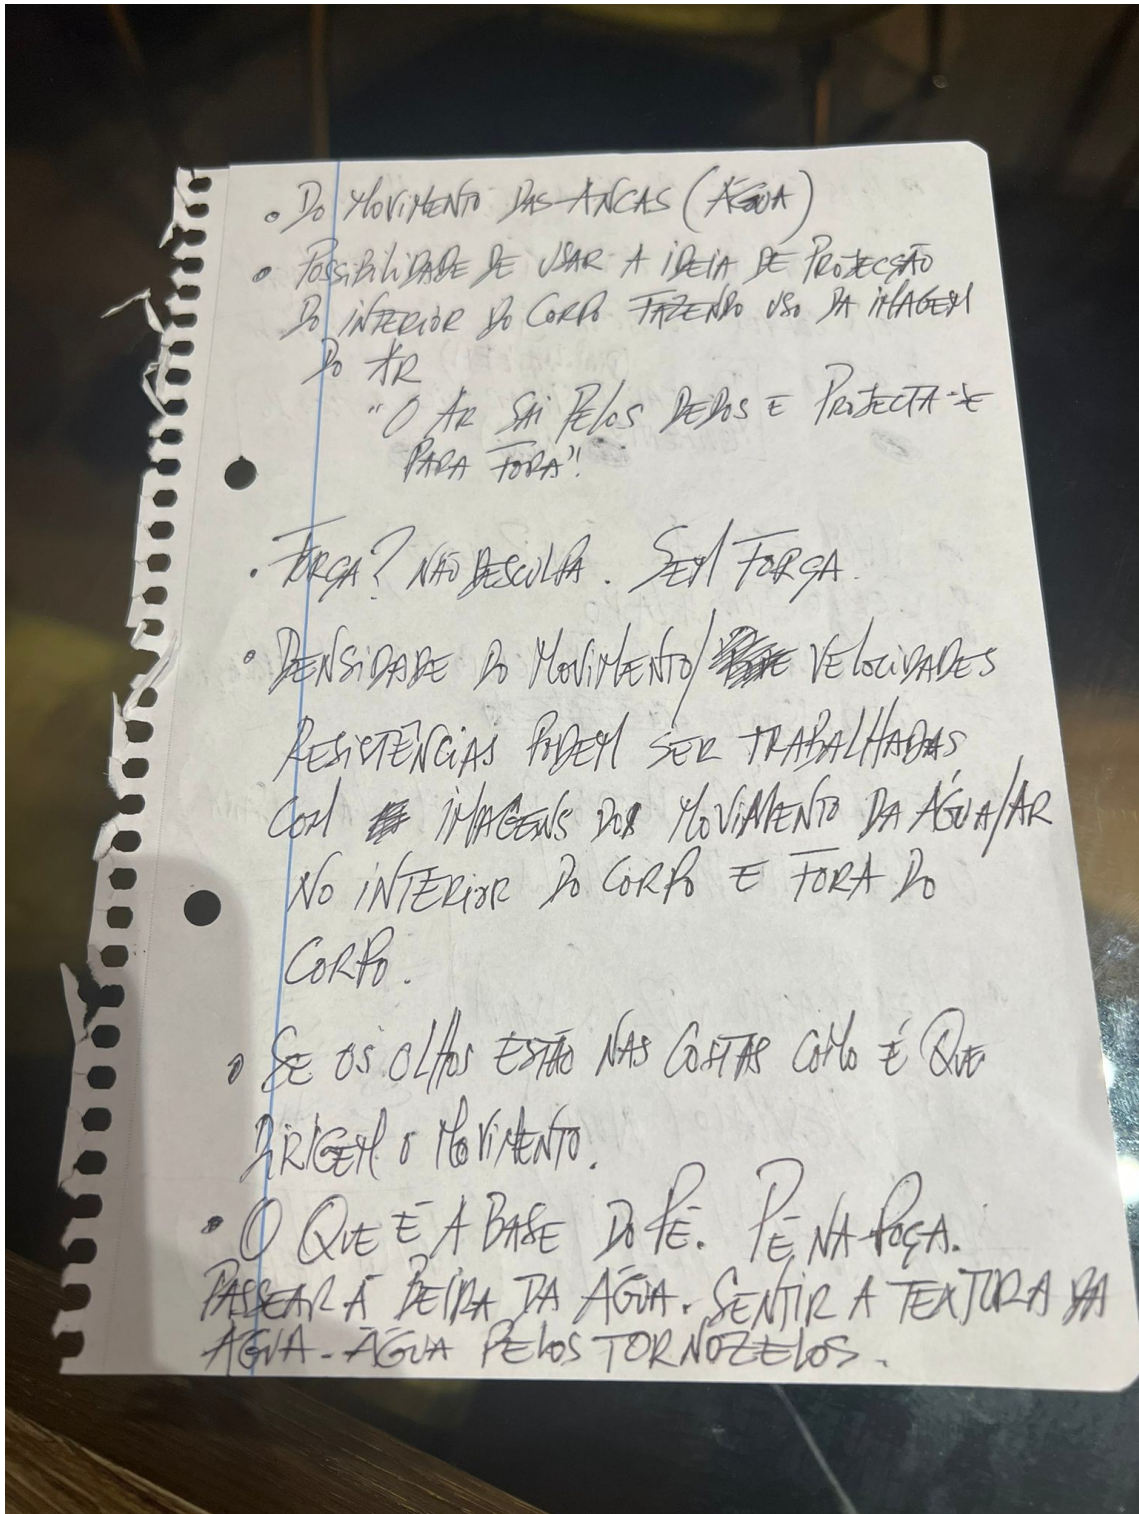 • DO MOVIMENTO DAS ANCAS (ÁGUA)
• POSSIBILIDADE DE USAR A IDEIA DE PROJECÇÃO
DO INTERIOR DO CORPO FAZENDO USO DA IMAGEM
DO AR
"O AR SAI PELOS DEDOS E PROJECTA-SE
PARA FORA".
• FORÇA? NÃO DESCULPA. SEM FORÇA.
• DENSIDADE DO MOVIMENTO/ VELOCIDADES
RESISTÊNCIAS PODEM SER TRABALHADAS
COM IMAGENS DO MOVIMENTO DA ÁGUA/AR
NO INTERIOR DO CORPO E FORA DO
CORPO.
• SE OS OLHOS ESTÃO NAS COSTAS COMO É QUE
DIRIGEM O MOVIMENTO.
• O QUE É A BASE DO PÉ. PÉ NA POÇA.
PASSEAR À BEIRA DA ÁGUA. SENTIR A TEXTURA DA
ÁGUA. ÁGUA PELOS TORNOZELOS.